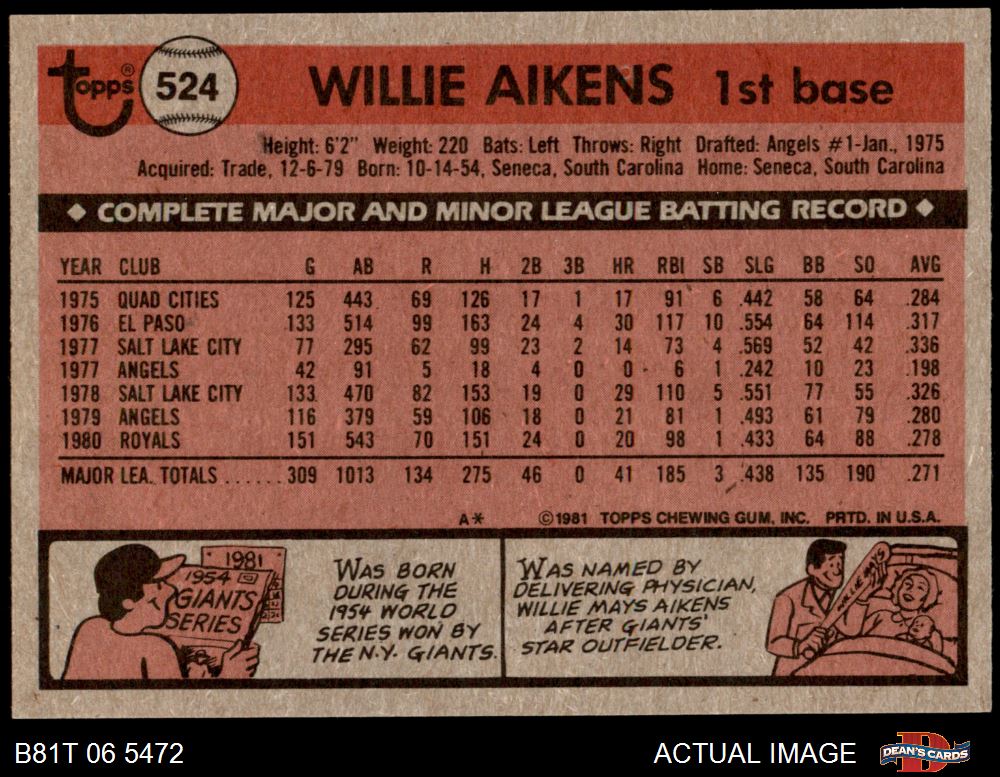 topps® 524 WILLIE AIKENS 1st base
Height: 6'2" Weight: 220 Bats: Left Throws: Right Drafted: Angels #1-Jan., 1975
Acquired: Trade, 12-6-79 Born: 10-14-54, Seneca, South Carolina Home: Seneca, South Carolina
◆ COMPLETE MAJOR AND MINOR LEAGUE BATTING RECORD ◆
YEAR CLUB G AB R H 2B 3B HR RBI SB SLG BB SO AVG
1975 QUAD CITIES 125 443 69 126 17 1 17 91 6 .442 58 64 .284
1976 EL PASO 133 514 99 163 24 4 30 117 10 .554 64 114 .317
1977 SALT LAKE CITY 77 295 62 99 23 2 14 73 4 .569 52 42 .336
1977 ANGELS 42 91 5 18 4 0 0 6 1 .242 10 23 .198
1978 SALT LAKE CITY 133 470 82 153 19 0 29 110 5 .551 77 55 .326
1979 ANGELS 116 379 59 106 18 0 21 81 1 .493 61 79 .280
1980 ROYALS 151 543 70 151 24 0 20 98 1 .433 64 88 .278
MAJOR LEA. TOTALS ...... 309 1013 134 275 46 0 41 185 3 .438 135 190 .271
A* ©1981 TOPPS CHEWING GUM, INC. PRTD. IN U.S.A.
1981
1954
GIANTS
SERIES
WAS BORN
DURING THE
1954 WORLD
SERIES WON BY
THE N.Y. GIANTS.
WAS NAMED BY
DELIVERING PHYSICIAN,
WILLIE MAYS AIKENS
AFTER GIANTS'
STAR OUTFIELDER.
WILLIE MAYS
B81T 06 5472 ACTUAL IMAGE DEAN'S CARDS